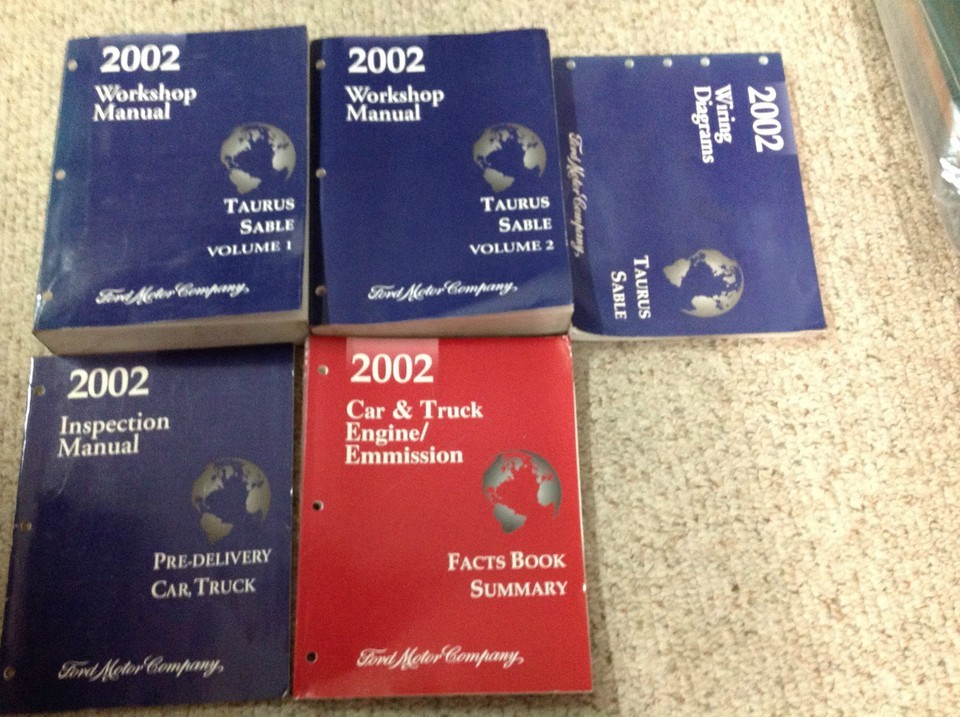 2002
Workshop
Manual
TAURUS
SABLE
VOLUME 1
Ford Motor Company,
2002
Workshop
Manual
TAURUS
SABLE
VOLUME 2
Ford Motor Company,
2002
Wiring
Diagrams
TAURUS
SABLE
Ford Motor Company,
2002
Inspection
Manual
PRE-DELIVERY
CAR, TRUCK
Ford Motor Company,
2002
Car & Truck
Engine/
Emmission
FACTS BOOK
SUMMARY
Ford Motor Company,